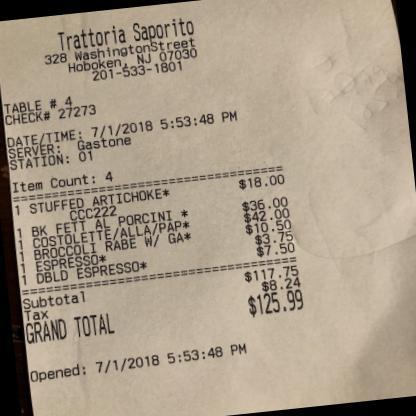 Trattoria Saporito
328 WashingtonStreet
Hoboken, NJ 07030
201-533-1801
TABLE # 4
CHECK# 27273
DATE/TIME: 7/1/2018 5:53:48 PM
SERVER: Gastone
STATION: 01
Item Count: 4
1 STUFFED ARTICHOKE* $18.00
CCC222
1 BK FETT AL PORCINI * $36.00
1 COSTOLETTE/ALLA/PAP* $42.00
1 BROCCOLI RABE W/ GA* $10.50
1 ESPRESSO* $3.75
1 DBLD ESPRESSO* $7.50
Subtotal $117.75
Tax $8.24
GRAND TOTAL $125.99
Opened: 7/1/2018 5:53:48 PM